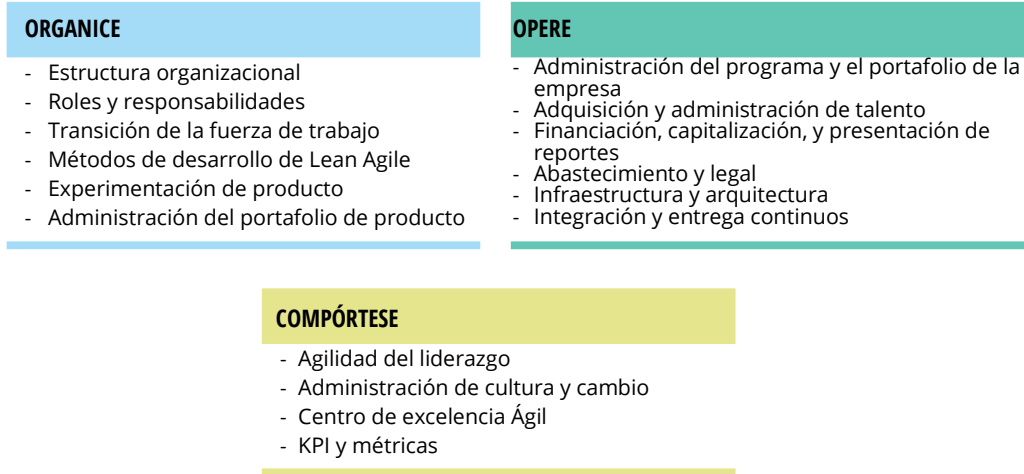 ORGANICE
- Estructura organizacional
- Roles y responsabilidades
- Transición de la fuerza de trabajo
- Métodos de desarrollo de Lean Agile
- Experimentación de producto
- Administración del portafolio de producto
OPERE
- Administración del programa y el portafolio de la
empresa
- Adquisición y administración de talento
- Financiación, capitalización, y presentación de
reportes
- Abastecimiento y legal
- Infraestructura y arquitectura
- Integración y entrega continuos
COMPÓRTESE
- Agilidad del liderazgo
- Administración de cultura y cambio
- Centro de excelencia Ágil
- KPI y métricas